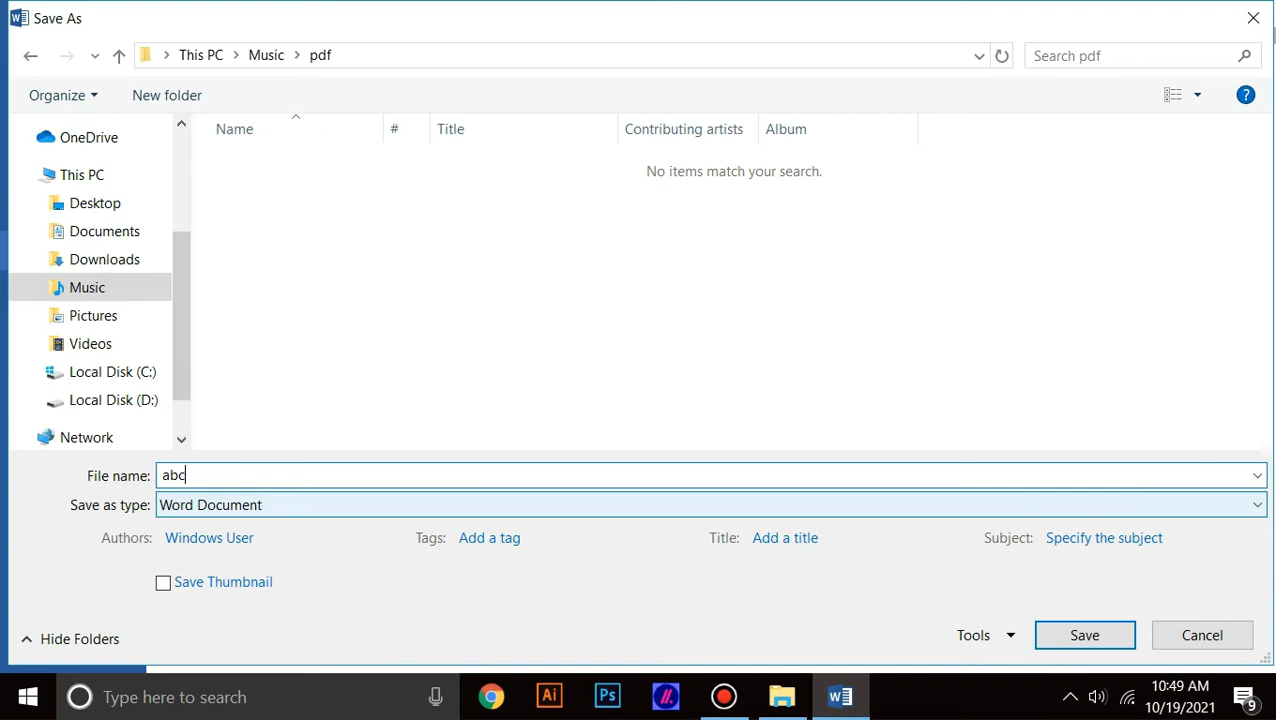 Save As
This PC Music pdf
Search pdf
Organize New folder
?
Name # Title Contributing artists Album
No items match your search.
OneDrive
This PC
Desktop
Documents
Downloads
Music
Pictures
Videos
Local Disk (C:)
Local Disk (D:)
Network
File name: abc
Save as type: Word Document
Authors: Windows User Tags: Add a tag Title: Add a title Subject: Specify the subject
Save Thumbnail
Hide Folders
Tools Save Cancel
Type here to search
Ai
Ps
10:49 AM
10/19/2021
9